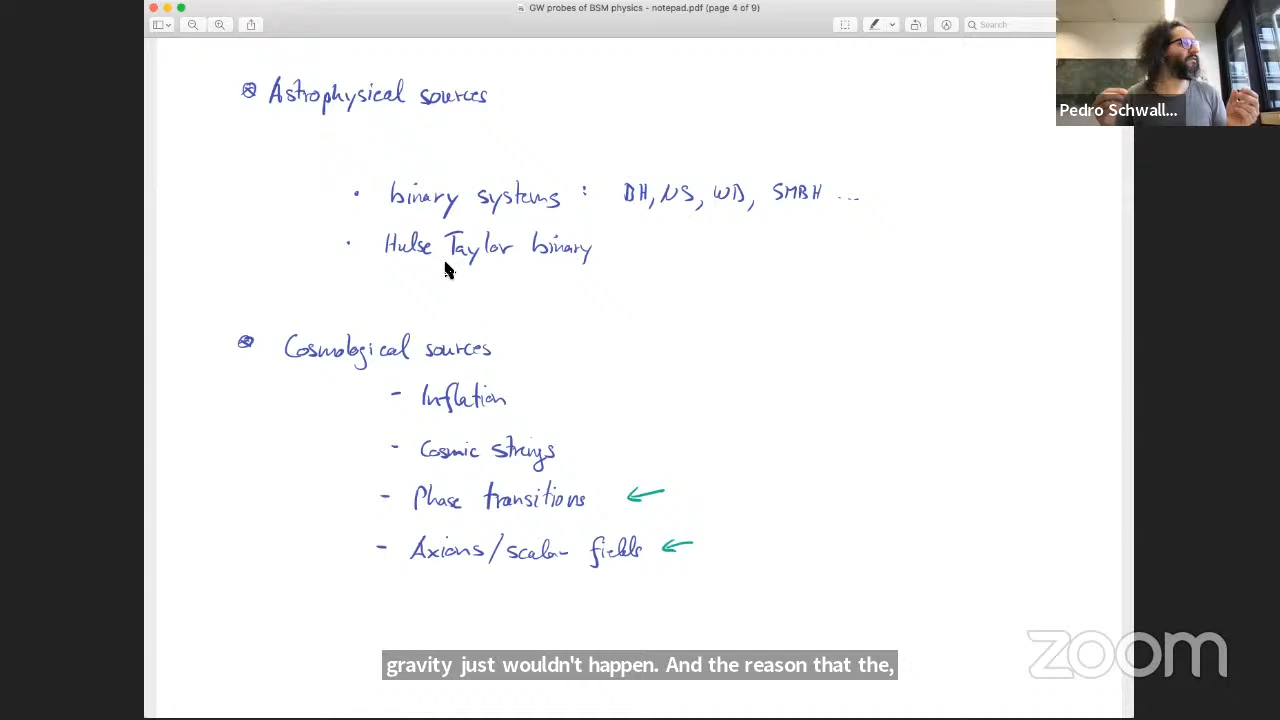 GW probes of BSM physics - notepad.pdf (page 4 of 9)
Search
Pedro Schwall...
Astrophysical sources
• binary systems : BH, NS, WD, SMBH ...
• Hulse Taylor binary
Cosmological sources
- Inflation
- Cosmic strings
- Phase transitions ←
- Axions/scalar fields ←
gravity just wouldn't happen. And the reason that the,
zoom